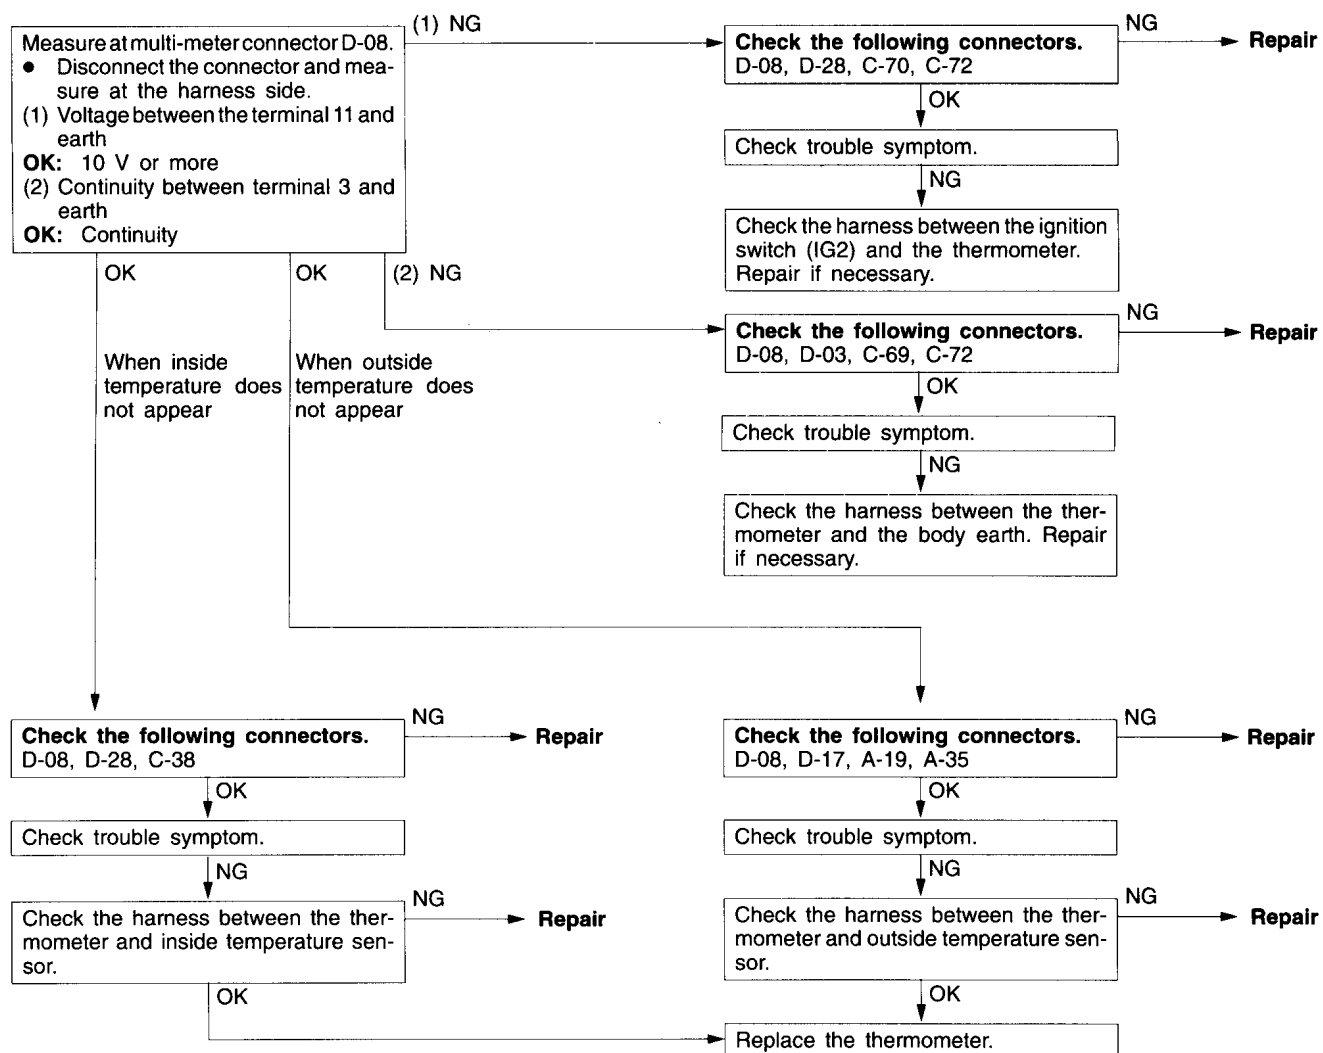 (1) NG
Measure at multi-meter connector D-08.
● Disconnect the connector and mea-
sure at the harness side.
(1) Voltage between the terminal 11 and
earth
OK: 10 V or more
(2) Continuity between terminal 3 and
earth
OK: Continuity
Check the following connectors.
D-08, D-28, C-70, C-72
NG
Repair
OK
Check trouble symptom.
NG
Check the harness between the ignition
switch (IG2) and the thermometer.
Repair if necessary.
OK
OK
(2) NG
Check the following connectors.
D-08, D-03, C-69, C-72
NG
Repair
OK
Check trouble symptom.
NG
Check the harness between the ther-
mometer and the body earth. Repair
if necessary.
When inside
temperature does
not appear
When outside
temperature does
not appear
Check the following connectors.
D-08, D-28, C-38
NG
Repair
OK
Check trouble symptom.
NG
Check the harness between the ther-
mometer and inside temperature sen-
sor.
NG
Repair
OK
Check the following connectors.
D-08, D-17, A-19, A-35
NG
Repair
OK
Check trouble symptom.
NG
Check the harness between the ther-
mometer and outside temperature sen-
sor.
NG
Repair
OK
Replace the thermometer.